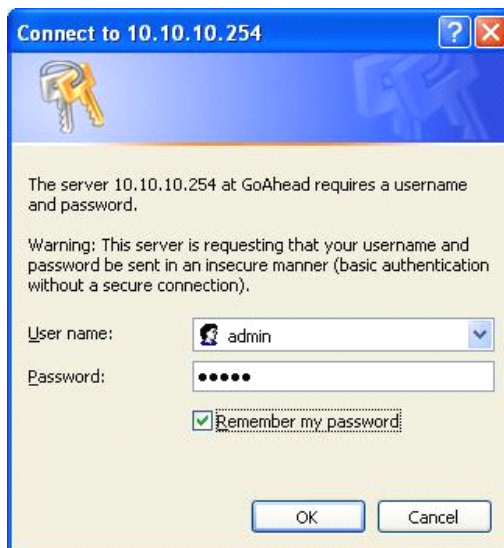 Connect to 10.10.10.254
The server 10.10.10.254 at GoAhead requires a username
and password.
Warning: This server is requesting that your username and
password be sent in an insecure manner (basic authentication
without a secure connection).
User name:
admin
Password:
•••••
Remember my password
OK
Cancel